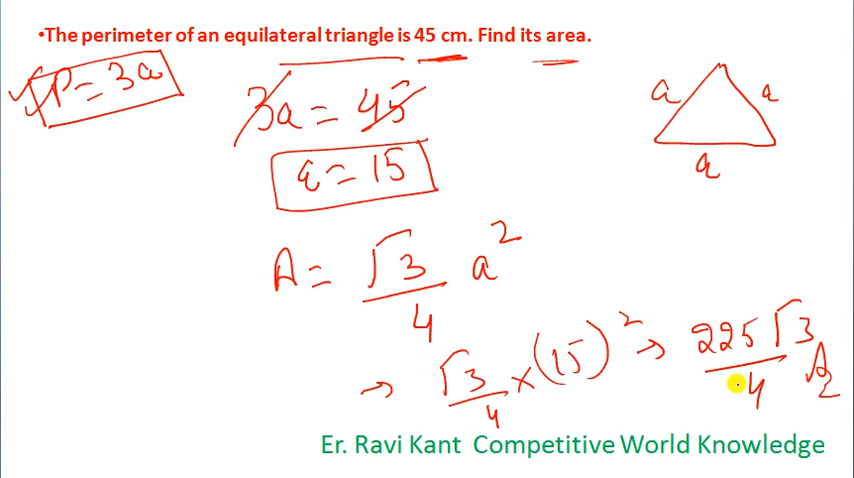 •The perimeter of an equilateral triangle is 45 cm. Find its area.
P = 3a
3a = 45
a = 15
a a
a
A = √3/4 a²
→ √3/4 × (15)² → 225√3/4
Er. Ravi Kant Competitive World Knowledge